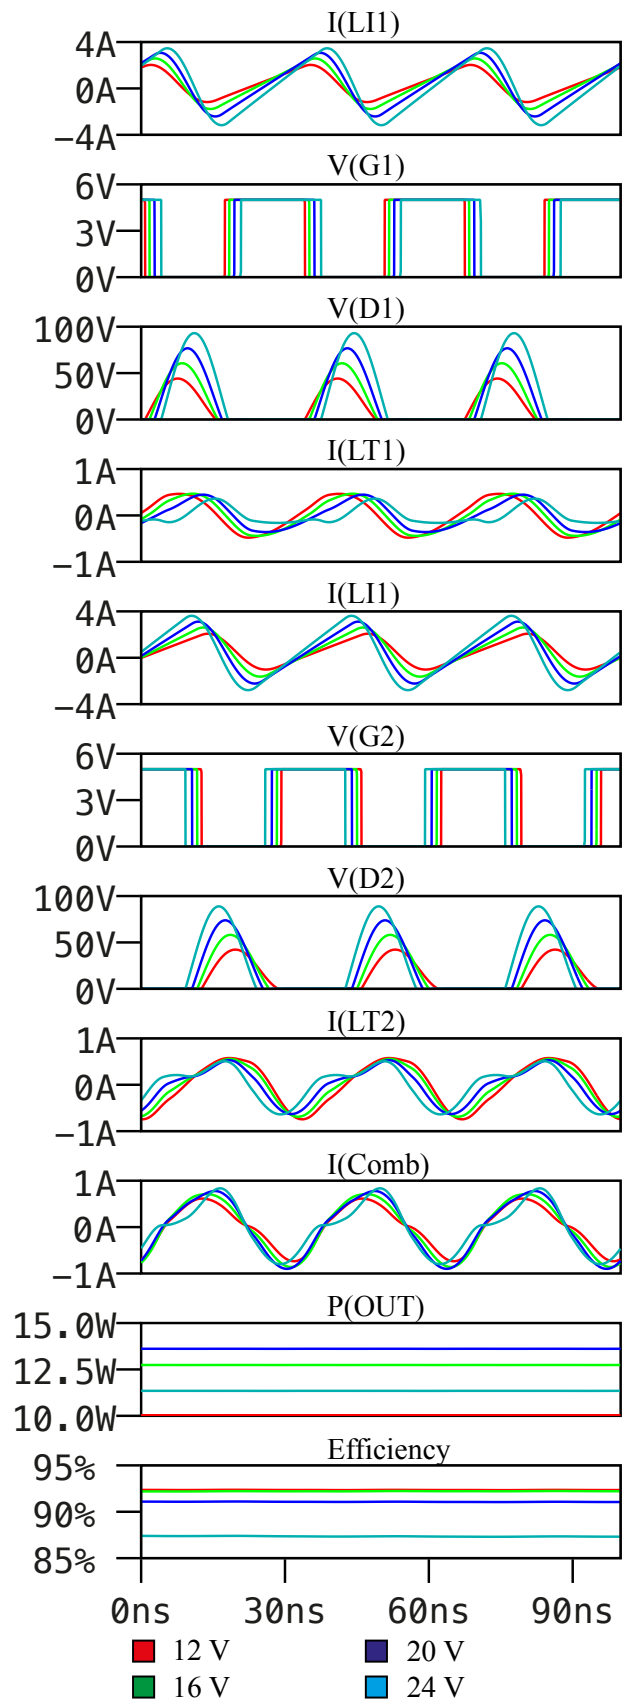 I(LI1)
4A
0A
−4A
V(G1)
6V
3V
0V
V(D1)
100V
50V
0V
I(LT1)
1A
0A
−1A
I(LI1)
4A
0A
−4A
V(G2)
6V
3V
0V
V(D2)
100V
50V
0V
I(LT2)
1A
0A
−1A
I(Comb)
1A
0A
−1A
P(OUT)
15.0W
12.5W
10.0W
Efficiency
95%
90%
85%
0ns 30ns 60ns 90ns
12 V 20 V
16 V 24 V